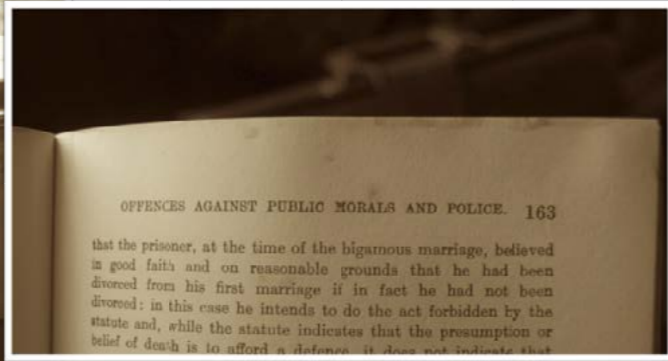 OFFENCES AGAINST PUBLIC MORALS AND POLICE. 163
that the prisoner, at the time of the bigamous marriage, believed
in good faith and on reasonable grounds that he had been
divorced from his first marriage if in fact he had not been
divorced: in this case he intends to do the act forbidden by the
statute and, while the statute indicates that the presumption or
belief of death is to afford a defence, it does not indicate that